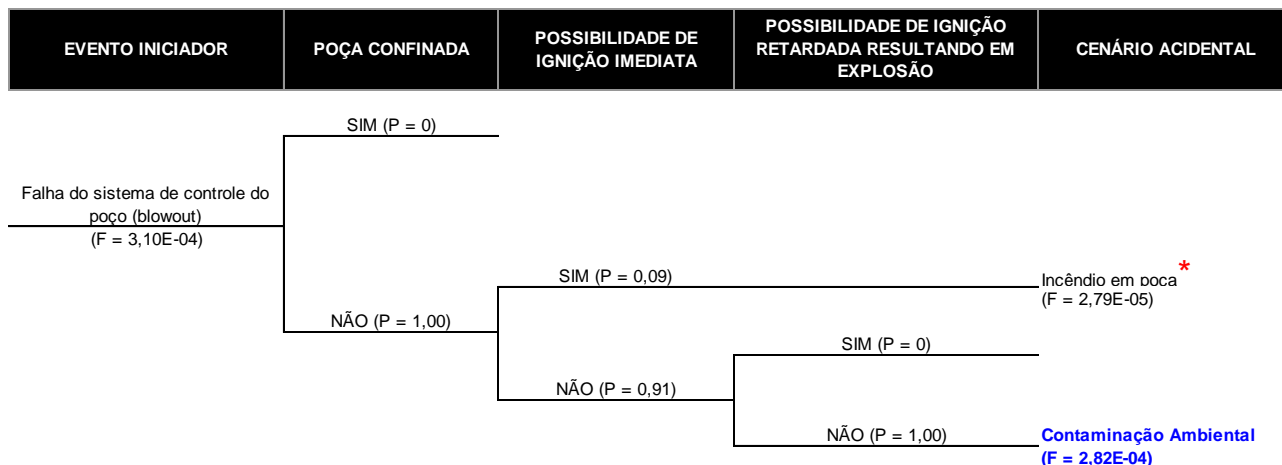 EVENTO INICIADOR
POÇA CONFINADA
POSSIBILIDADE DE
IGNIÇÃO IMEDIATA
POSSIBILIDADE DE IGNIÇÃO
RETARDADA RESULTANDO EM
EXPLOSÃO
CENÁRIO ACIDENTAL
SIM (P = 0)
Falha do sistema de controle do
poço (blowout)
(F = 3,10E-04)
SIM (P = 0,09)
Incêndio em poça*
(F = 2,79E-05)
NÃO (P = 1,00)
SIM (P = 0)
NÃO (P = 0,91)
NÃO (P = 1,00)
Contaminação Ambiental
(F = 2,82E-04)